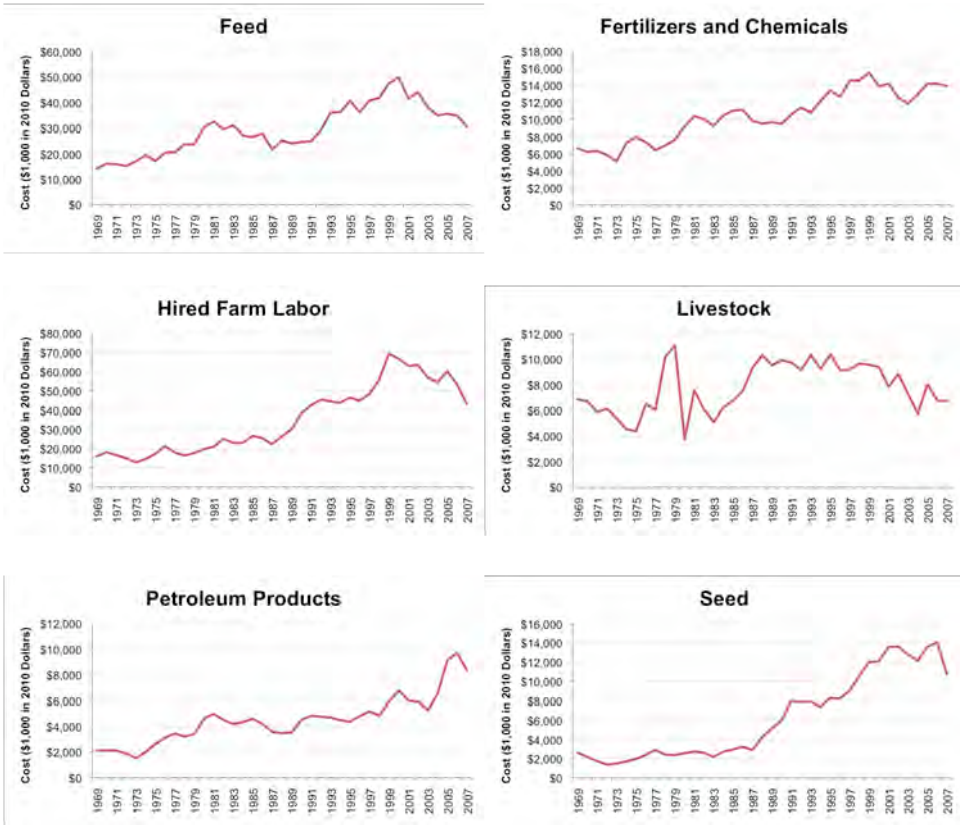 Feed
Cost ($1,000 in 2010 Dollars)
$60,000
$50,000
$40,000
$30,000
$20,000
$10,000
$0
1969 1971 1973 1975 1977 1979 1981 1983 1985 1987 1989 1991 1993 1995 1997 1999 2001 2003 2005 2007
Fertilizers and Chemicals
Cost ($1,000 in 2010 Dollars)
$18,000
$16,000
$14,000
$12,000
$10,000
$8,000
$6,000
$4,000
$2,000
$0
1969 1971 1973 1975 1977 1979 1981 1983 1985 1987 1989 1991 1993 1995 1997 1999 2001 2003 2005 2007
Hired Farm Labor
Cost ($1,000 in 2010 Dollars)
$80,000
$70,000
$60,000
$50,000
$40,000
$30,000
$20,000
$10,000
$0
1969 1971 1973 1975 1977 1979 1981 1983 1985 1987 1989 1991 1993 1995 1997 1999 2001 2003 2005 2007
Livestock
Cost ($1,000 in 2010 Dollars)
$12,000
$10,000
$8,000
$6,000
$4,000
$2,000
$0
1969 1971 1973 1975 1977 1979 1981 1983 1985 1987 1989 1991 1993 1995 1997 1999 2001 2003 2005 2007
Petroleum Products
Cost ($1,000 in 2010 Dollars)
$12,000
$10,000
$8,000
$6,000
$4,000
$2,000
$0
1969 1971 1973 1975 1977 1979 1981 1983 1985 1987 1989 1991 1993 1995 1997 1999 2001 2003 2005 2007
Seed
Cost ($1,000 in 2010 Dollars)
$16,000
$14,000
$12,000
$10,000
$8,000
$6,000
$4,000
$2,000
$0
1969 1971 1973 1975 1977 1979 1981 1983 1985 1987 1989 1991 1993 1995 1997 1999 2001 2003 2005 2007